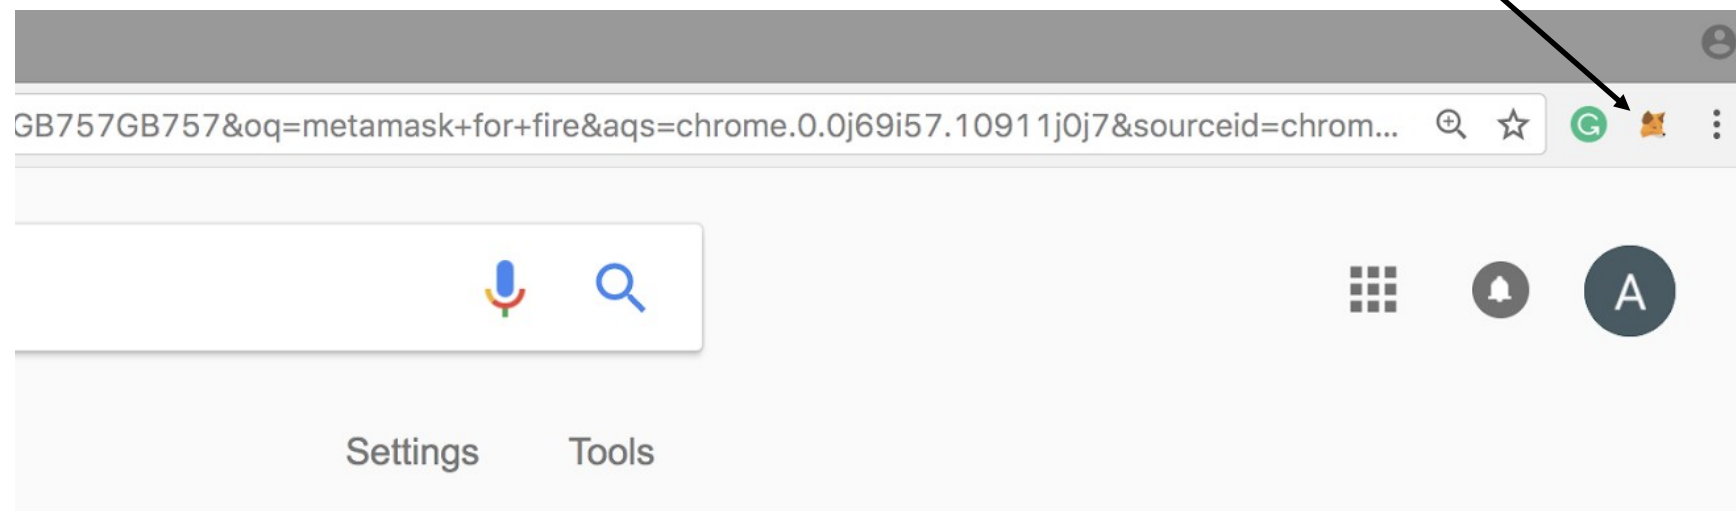 GB757GB757&oq=metamask+for+fire&aqs=chrome.0.0j69i57.10911j0j7&sourceid=chrom...
G
A
Settings Tools